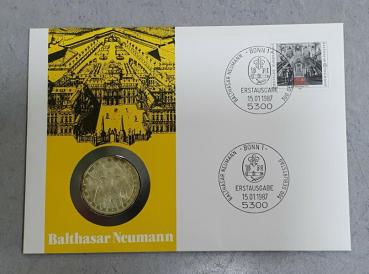 BALTHASAR NEUMANN · BONN 1 ·
ERSTAUSGABE
15.01.1987
5300
BALTHASAR NEUMANN · BONN 1 ·
ERSTAUSGABE
15.01.1987
5300
Balthasar Neumann